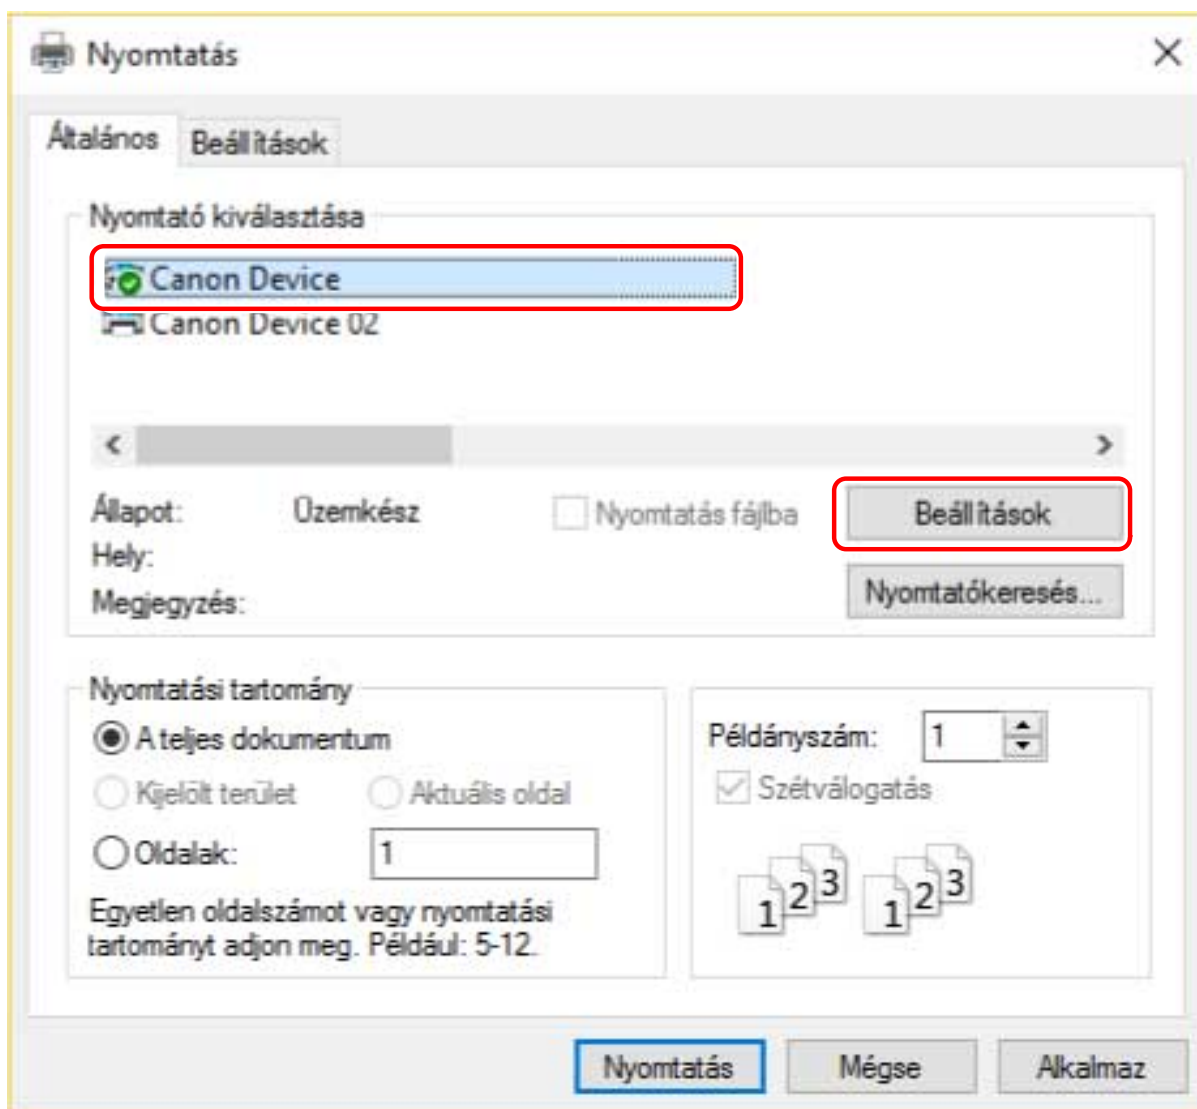 Nyomtatás
Általános Beállítások
Nyomtató kiválasztása
Canon Device
Canon Device 02
Állapot: Üzemkész Nyomtatás fájlba Beállítások
Hely:
Megjegyzés: Nyomtatókeresés...
Nyomtatási tartomány
A teljes dokumentum Példányszám: 1
Kijelölt terület Aktuális oldal Szétválogatás
Oldalak: 1
1 2 3 1 2 3
Egyetlen oldalszámot vagy nyomtatási
tartományt adjon meg. Például: 5-12.
Nyomtatás Mégse Alkalmaz